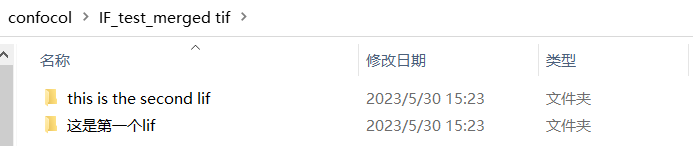 confocol > IF_test_merged tif >
名称 修改日期 类型
this is the second lif 2023/5/30 15:23 文件夹
这是第一个lif 2023/5/30 15:23 文件夹